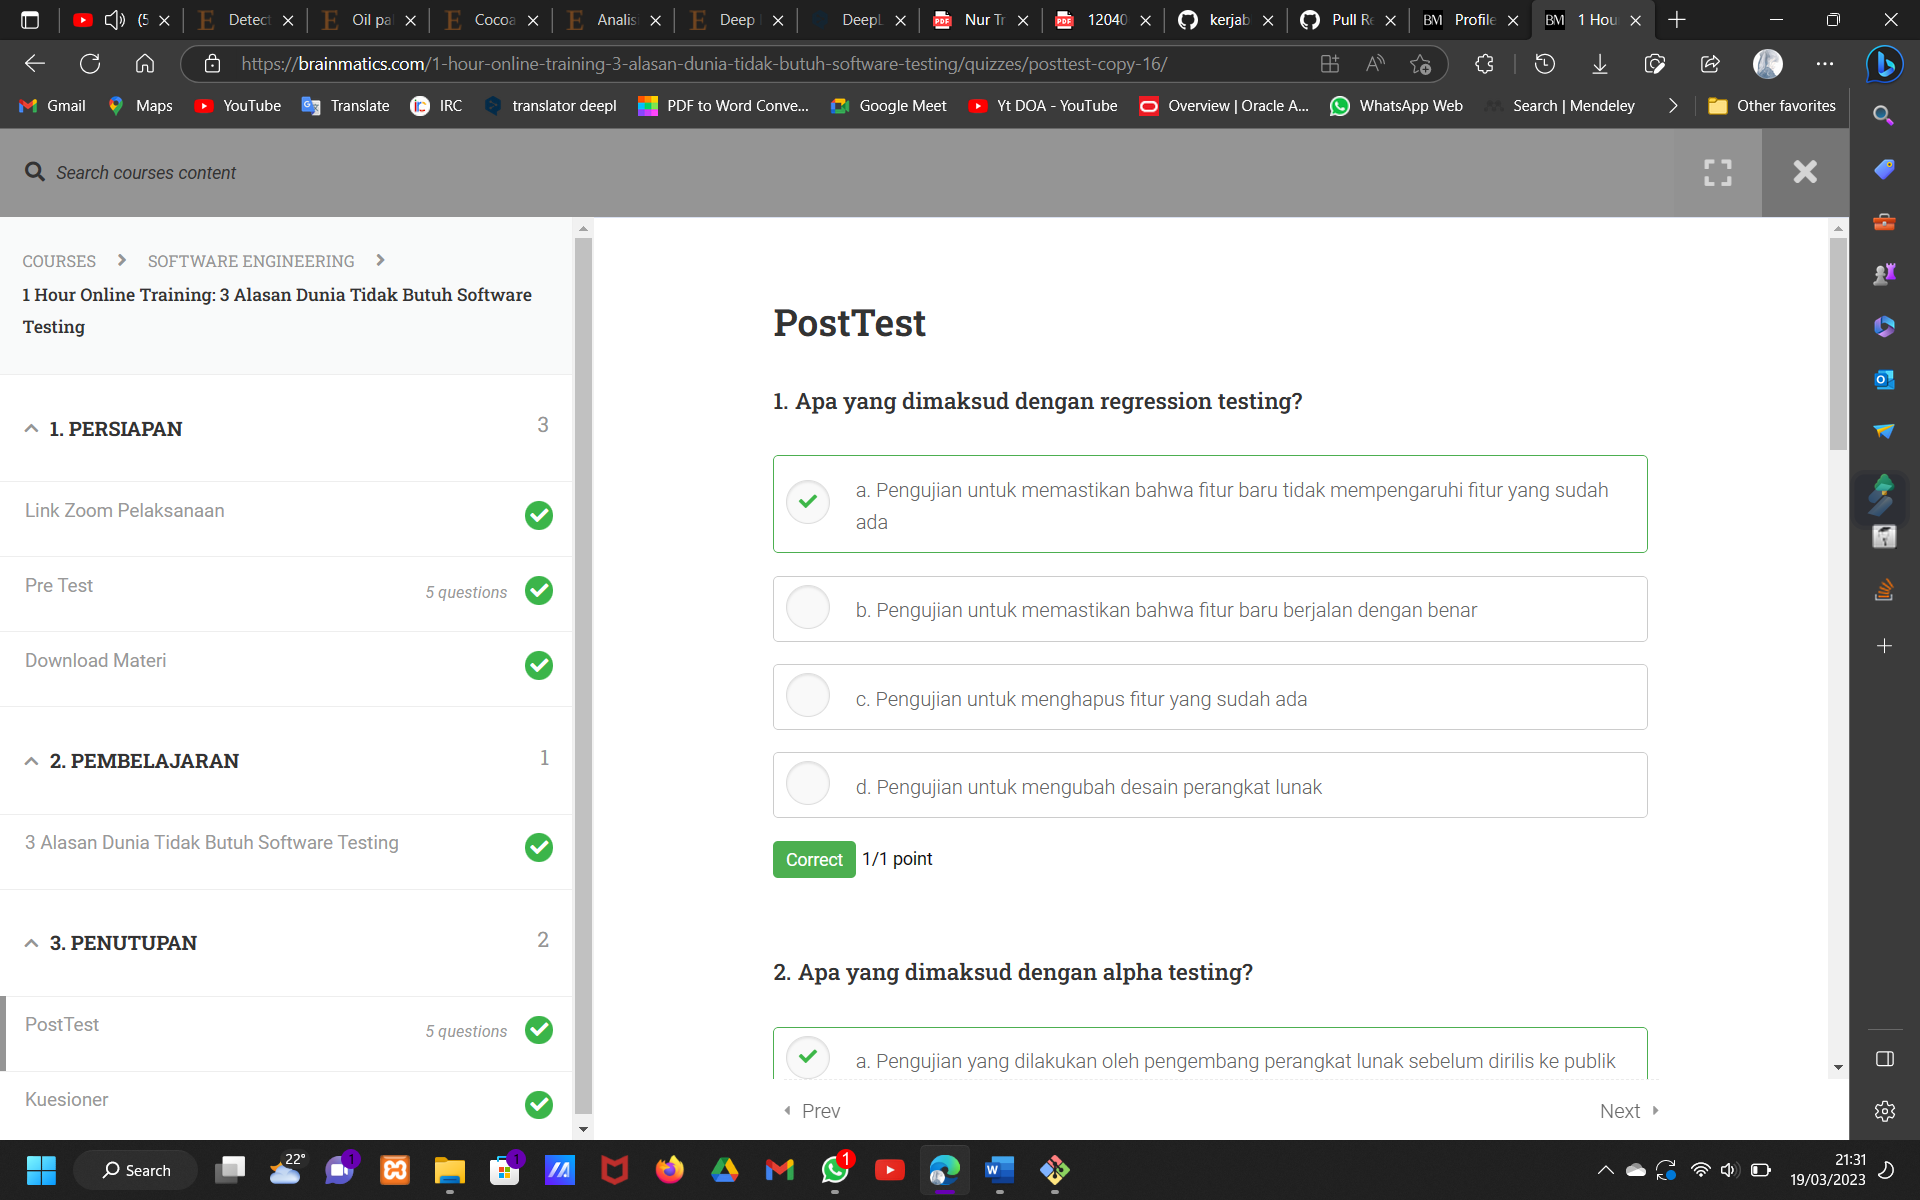 (5
Detect
Oil pa
Cocoa
Analis
Deep
DeepL
Nur Tr
12040
kerjab
Pull Re
Profile
1 Hou
https://brainmatics.com/1-hour-online-training-3-alasan-dunia-tidak-butuh-software-testing/quizzes/posttest-copy-16/
Gmail
Maps
YouTube
Translate
IRC
translator deepl
PDF to Word Conve...
Google Meet
Yt DOA - YouTube
Overview | Oracle A...
WhatsApp Web
Search | Mendeley
Other favorites
Search courses content
COURSES > SOFTWARE ENGINEERING >
1 Hour Online Training: 3 Alasan Dunia Tidak Butuh Software
Testing
1. PERSIAPAN 3
Link Zoom Pelaksanaan
Pre Test 5 questions
Download Materi
2. PEMBELAJARAN 1
3 Alasan Dunia Tidak Butuh Software Testing
3. PENUTUPAN 2
PostTest 5 questions
Kuesioner
PostTest
1. Apa yang dimaksud dengan regression testing?
a. Pengujian untuk memastikan bahwa fitur baru tidak mempengaruhi fitur yang sudah
ada
b. Pengujian untuk memastikan bahwa fitur baru berjalan dengan benar
c. Pengujian untuk menghapus fitur yang sudah ada
d. Pengujian untuk mengubah desain perangkat lunak
Correct 1/1 point
2. Apa yang dimaksud dengan alpha testing?
a. Pengujian yang dilakukan oleh pengembang perangkat lunak sebelum dirilis ke publik
Prev
Next
Search
22°
1
1
1
21:31
19/03/2023